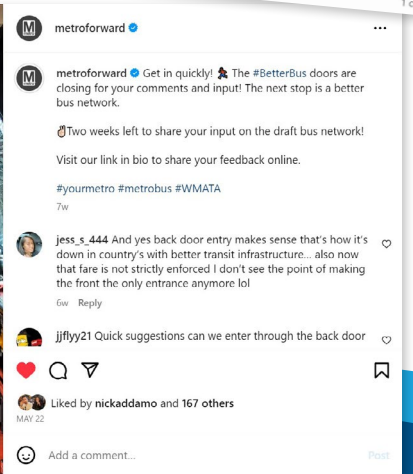 metroforward
metroforward Get in quickly! The #BetterBus doors are
closing for your comments and input! The next stop is a better
bus network.
Two weeks left to share your input on the draft bus network!
Visit our link in bio to share your feedback online.
#yourmetro #metrobus #WMATA
7w
jess_s_444 And yes back door entry makes sense that's how it's
down in country's with better transit infrastructure... also now
that fare is not strictly enforced I don't see the point of making
the front the only entrance anymore lol
6w Reply
jjflyy21 Quick suggestions can we enter through the back door
Liked by nickaddamo and 167 others
MAY 22
Add a comment...
Post